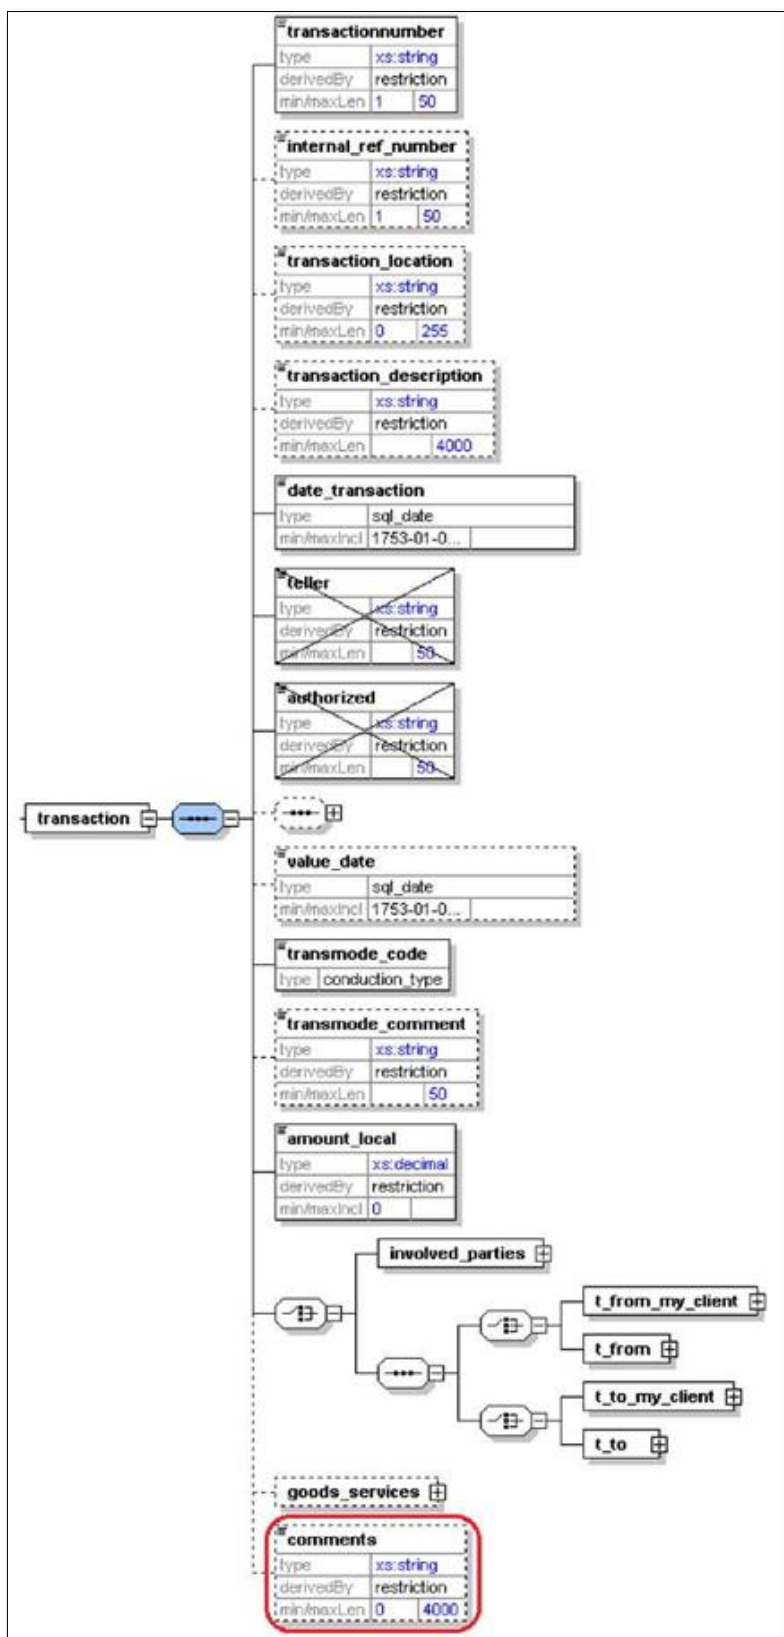 transactionnumber
type xs:string
derivedBy restriction
min/maxLen 1 50
internal_ref_number
type xs:string
derivedBy restriction
min/maxLen 1 50
transaction_location
type xs:string
derivedBy restriction
min/maxLen 0 255
transaction_description
type xs:string
derivedBy restriction
min/maxLen 4000
date_transaction
type sql_date
min/maxIncl 1753-01-0...
teller
type xs:string
derivedBy restriction
min/maxLen 50
authorized
type xs:string
derivedBy restriction
min/maxLen 50
transaction
value_date
type sql_date
min/maxIncl 1753-01-0...
transmode_code
type conduction_type
transmode_comment
type xs:string
derivedBy restriction
min/maxLen 50
amount_local
type xs:decimal
derivedBy restriction
min/maxIncl 0
involved_parties
t_from_my_client
t_from
t_to_my_client
t_to
goods_services
comments
type xs:string
derivedBy restriction
min/maxLen 0 4000